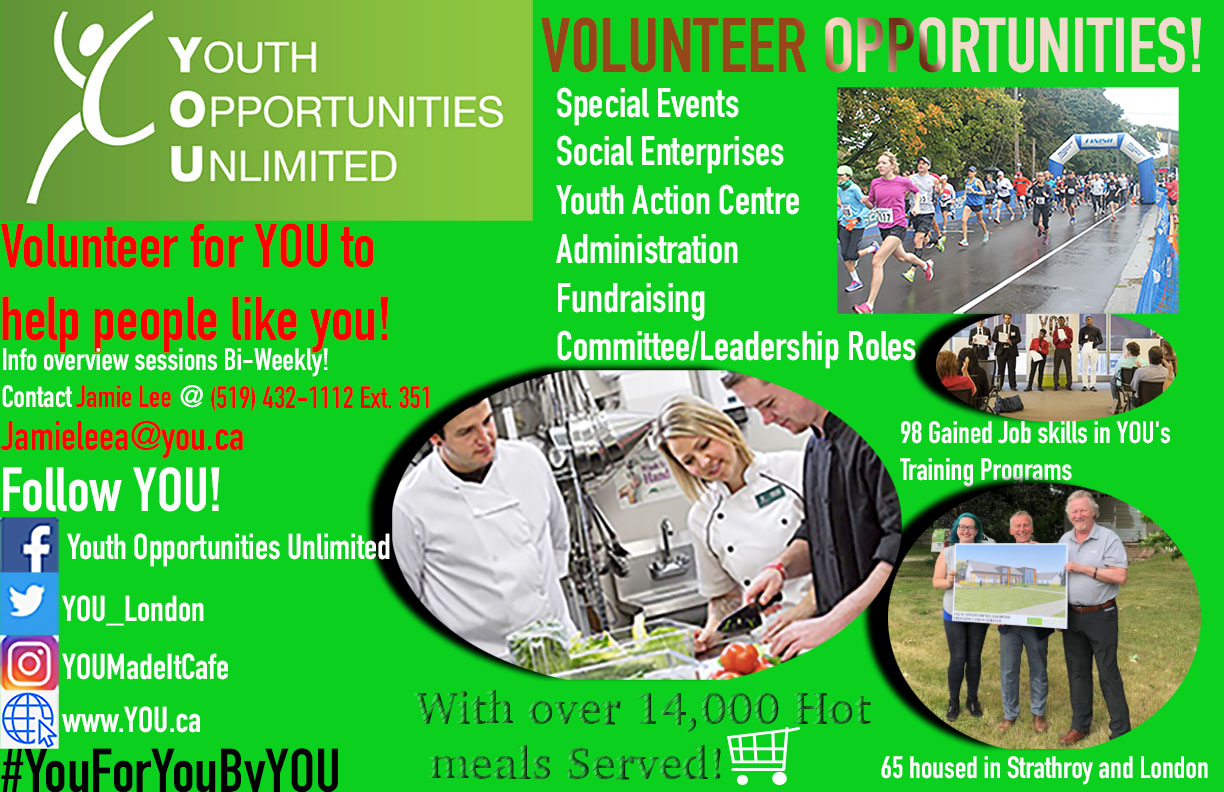 YOUTH
OPPORTUNITIES
UNLIMITED
VOLUNTEER OPPORTUNITIES!
Special Events
Social Enterprises
Youth Action Centre
Administration
Fundraising
Committee/Leadership Roles
FINISH
Volunteer for YOU to
help people like you!
Info overview sessions Bi-Weekly!
Contact Jamie Lee @ (519) 432-1112 Ext. 351
Jamieleea@you.ca
Follow YOU!
Youth Opportunities Unlimited
YOU_London
YOUMadeItCafe
www.YOU.ca
#YouForYouByYOU
98 Gained Job skills in YOU's
Training Programs
With over 14,000 Hot
meals Served!
65 housed in Strathroy and London